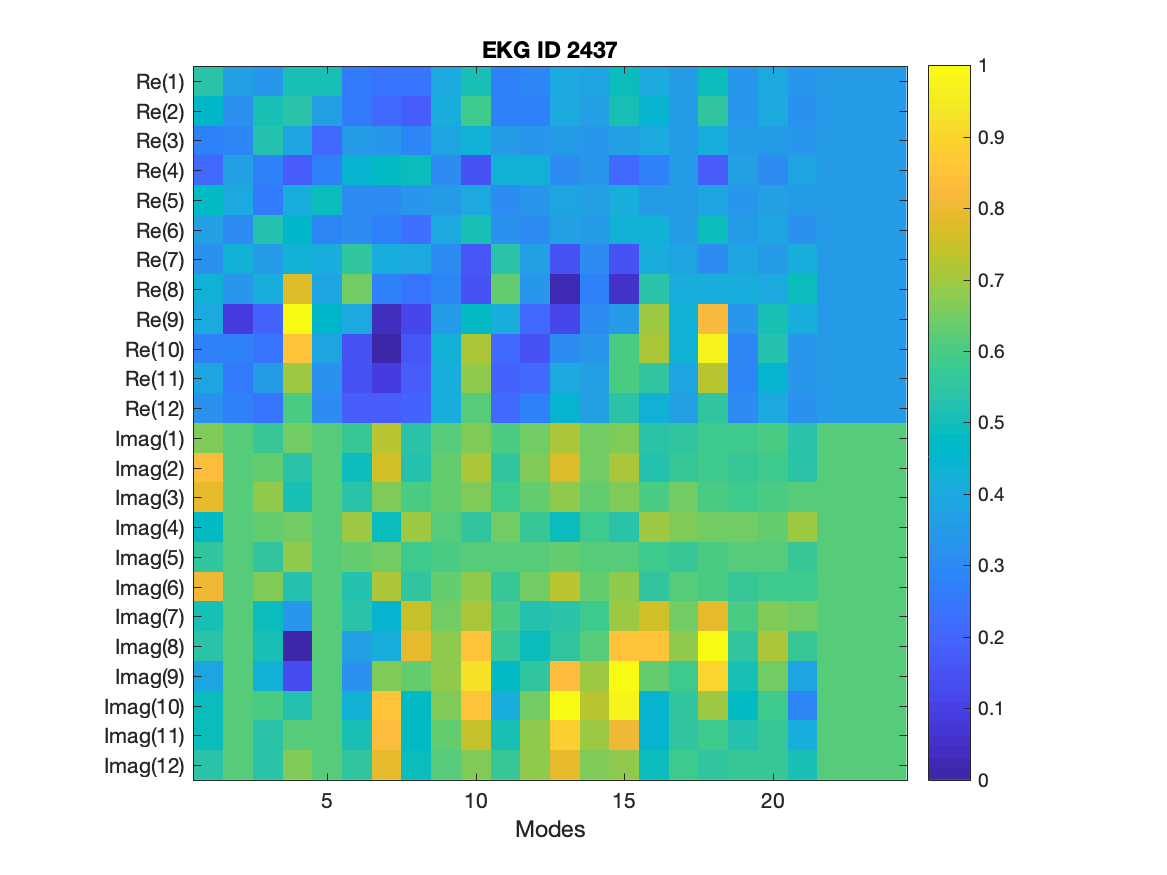 EKG ID 2437
Re(1)
Re(2)
Re(3)
Re(4)
Re(5)
Re(6)
Re(7)
Re(8)
Re(9)
Re(10)
Re(11)
Re(12)
Imag(1)
Imag(2)
Imag(3)
Imag(4)
Imag(5)
Imag(6)
Imag(7)
Imag(8)
Imag(9)
Imag(10)
Imag(11)
Imag(12)
5 10 15 20
Modes
1
0.9
0.8
0.7
0.6
0.5
0.4
0.3
0.2
0.1
0